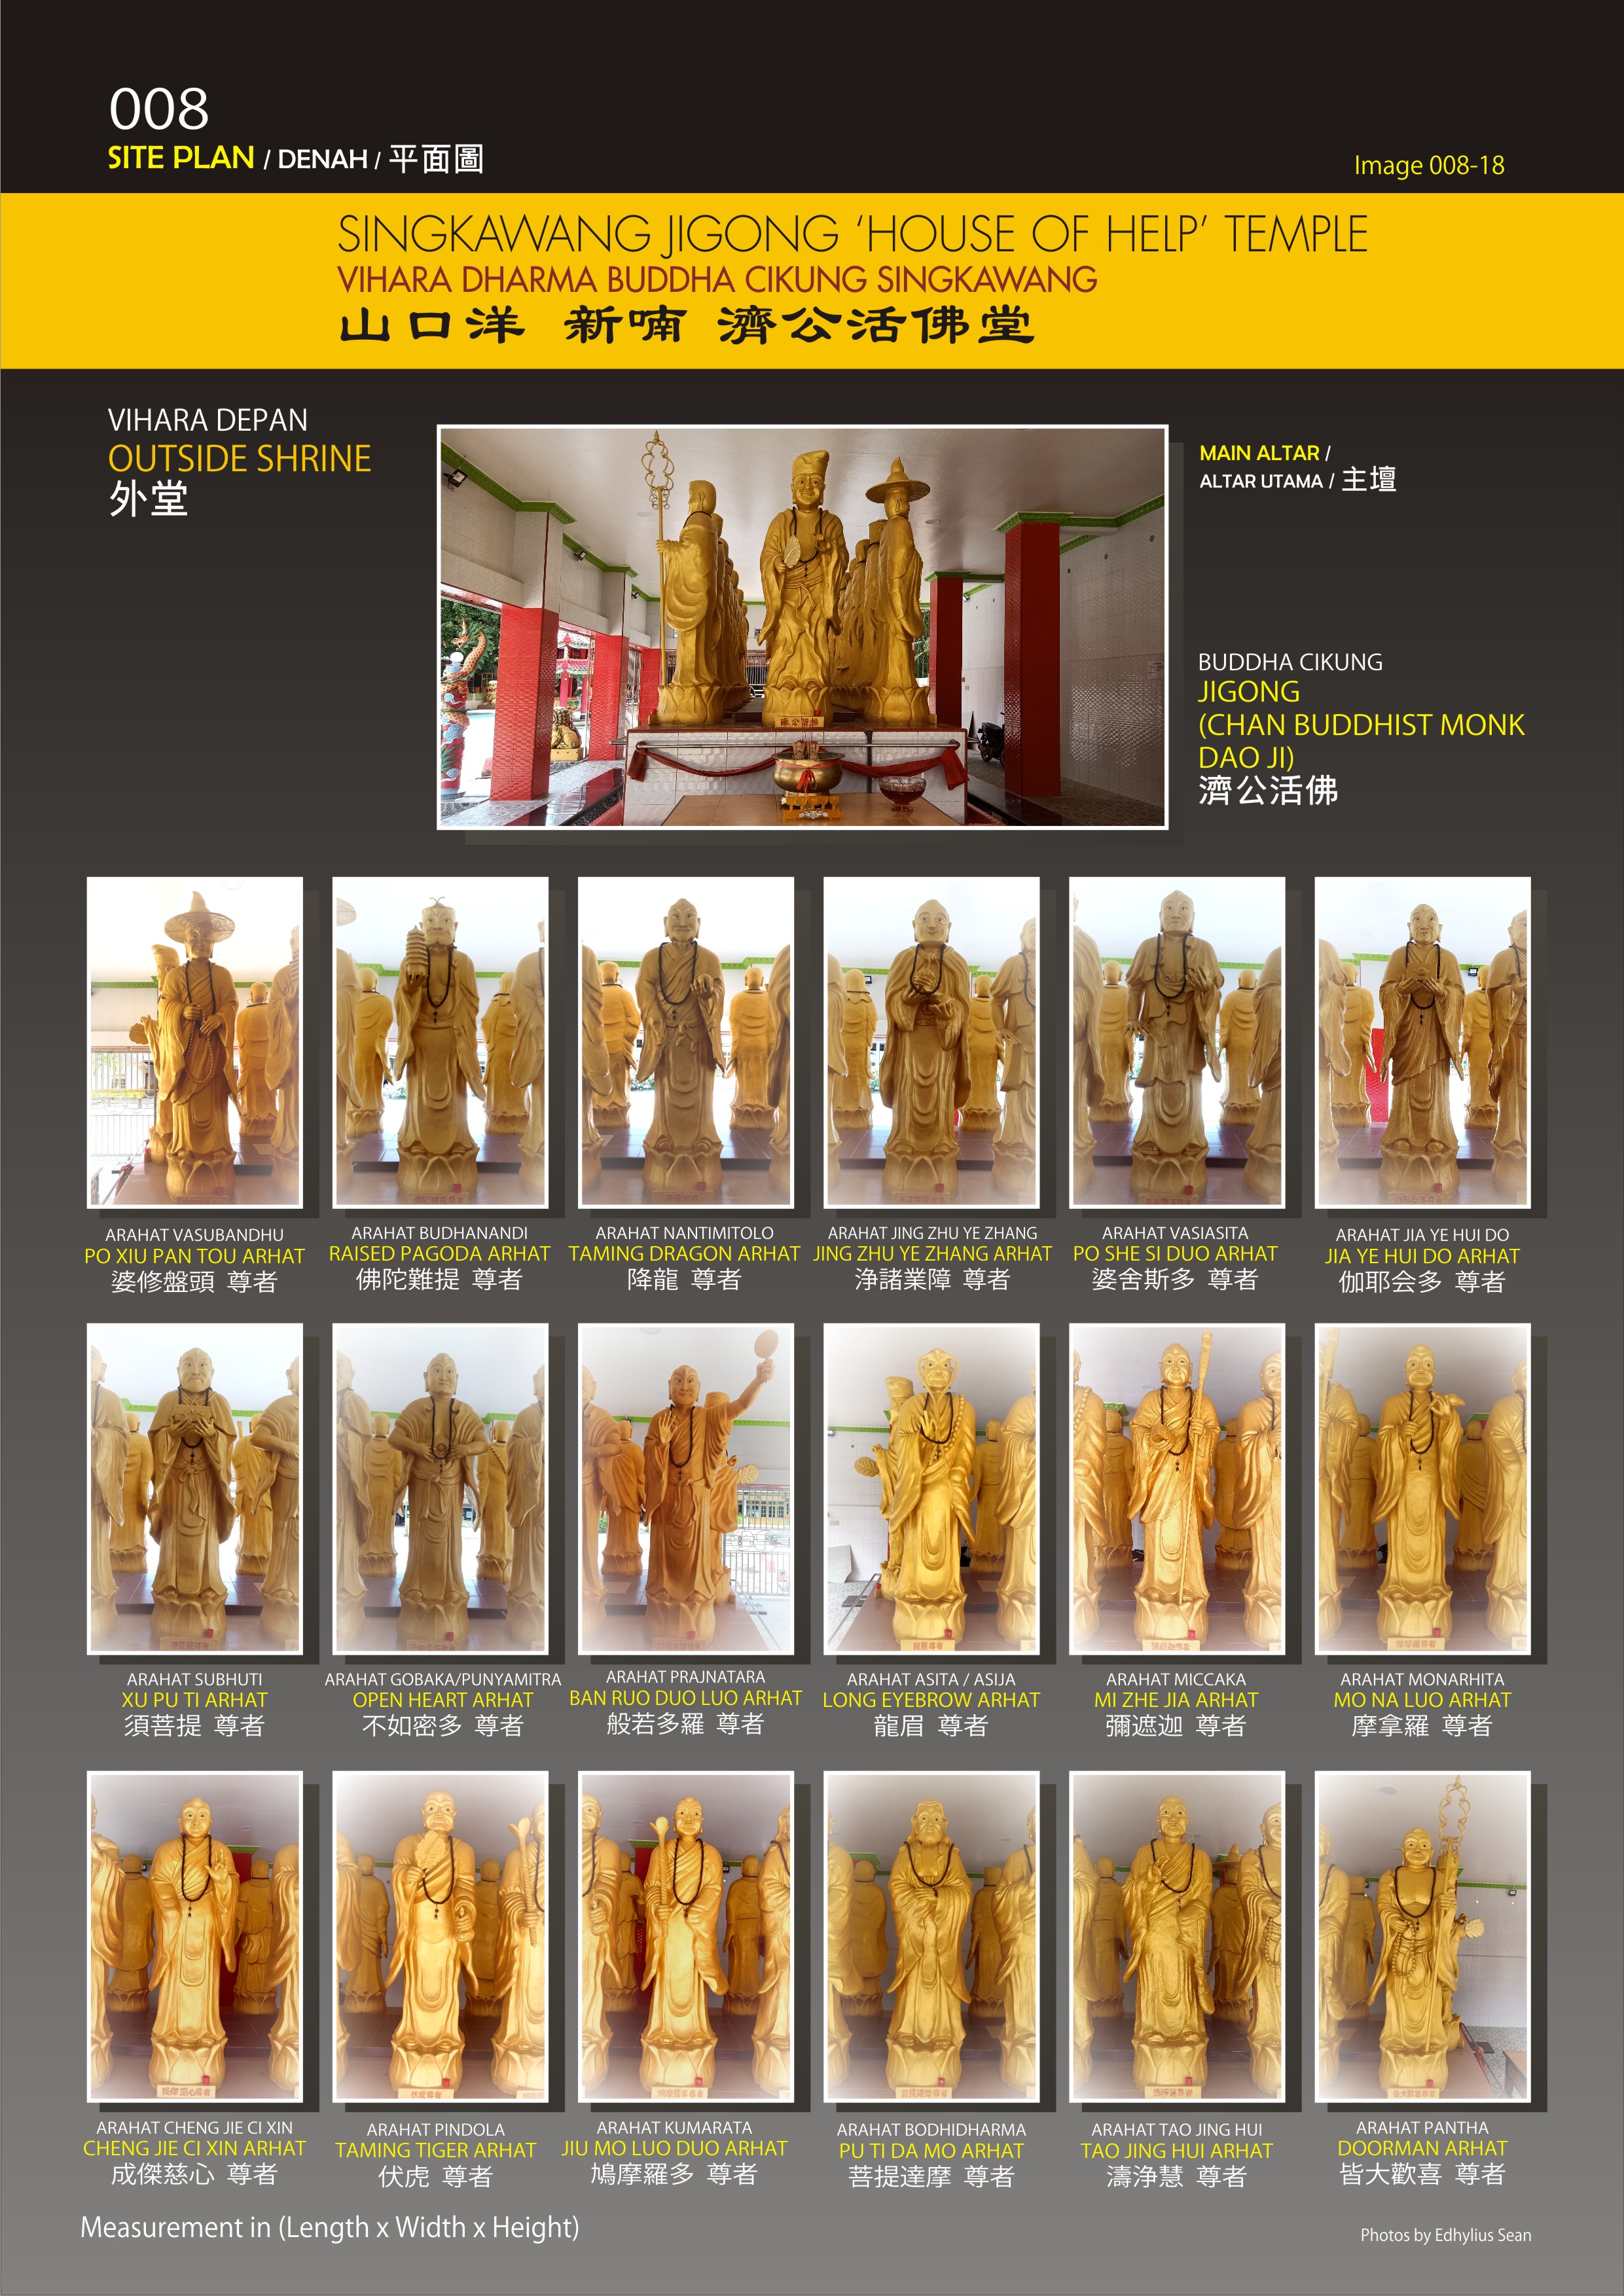 008
SITE PLAN / DENAH / 平面圖
Image 008-18
SINGKAWANG JIGONG ‘HOUSE OF HELP’ TEMPLE
VIHARA DHARMA BUDDHA CIKUNG SINGKAWANG
山口洋 新喃 濟公活佛堂
VIHARA DEPAN
OUTSIDE SHRINE
外堂
MAIN ALTAR /
ALTAR UTAMA / 主壇
BUDDHA CIKUNG
JIGONG
(CHAN BUDDHIST MONK
DAO JI)
濟公活佛
ARAHAT VASUBANDHU
PO XIU PAN TOU ARHAT
婆修盤頭 尊者
ARAHAT BUDHANANDI
RAISED PAGODA ARHAT
佛陀難提 尊者
ARAHAT NANTIMITOLO
TAMING DRAGON ARHAT
降龍 尊者
ARAHAT JING ZHU YE ZHANG
JING ZHU YE ZHANG ARHAT
浄諸業障 尊者
ARAHAT VASIASITA
PO SHE SI DUO ARHAT
婆舍斯多 尊者
ARAHAT JIA YE HUI DO
JIA YE HUI DO ARHAT
伽耶会多 尊者
ARAHAT SUBHUTI
XU PU TI ARHAT
須菩提 尊者
ARAHAT GOBAKA/PUNYAMITRA
OPEN HEART ARHAT
不如密多 尊者
ARAHAT PRAJNATARA
BAN RUO DUO LUO ARHAT
般若多羅 尊者
ARAHAT ASITA / ASIJA
LONG EYEBROW ARHAT
龍眉 尊者
ARAHAT MICCAKA
MI ZHE JIA ARHAT
彌遮迦 尊者
ARAHAT MONARHITA
MO NA LUO ARHAT
摩拿羅 尊者
ARAHAT CHENG JIE CI XIN
CHENG JIE CI XIN ARHAT
成傑慈心 尊者
ARAHAT PINDOLA
TAMING TIGER ARHAT
伏虎 尊者
ARAHAT KUMARATA
JIU MO LUO DUO ARHAT
鳩摩羅多 尊者
ARAHAT BODHIDHARMA
PU TI DA MO ARHAT
菩提達摩 尊者
ARAHAT TAO JING HUI
TAO JING HUI ARHAT
濤浄慧 尊者
ARAHAT PANTHA
DOORMAN ARHAT
皆大歡喜 尊者
Measurement in (Length x Width x Height)
Photos by Edhylius Sean